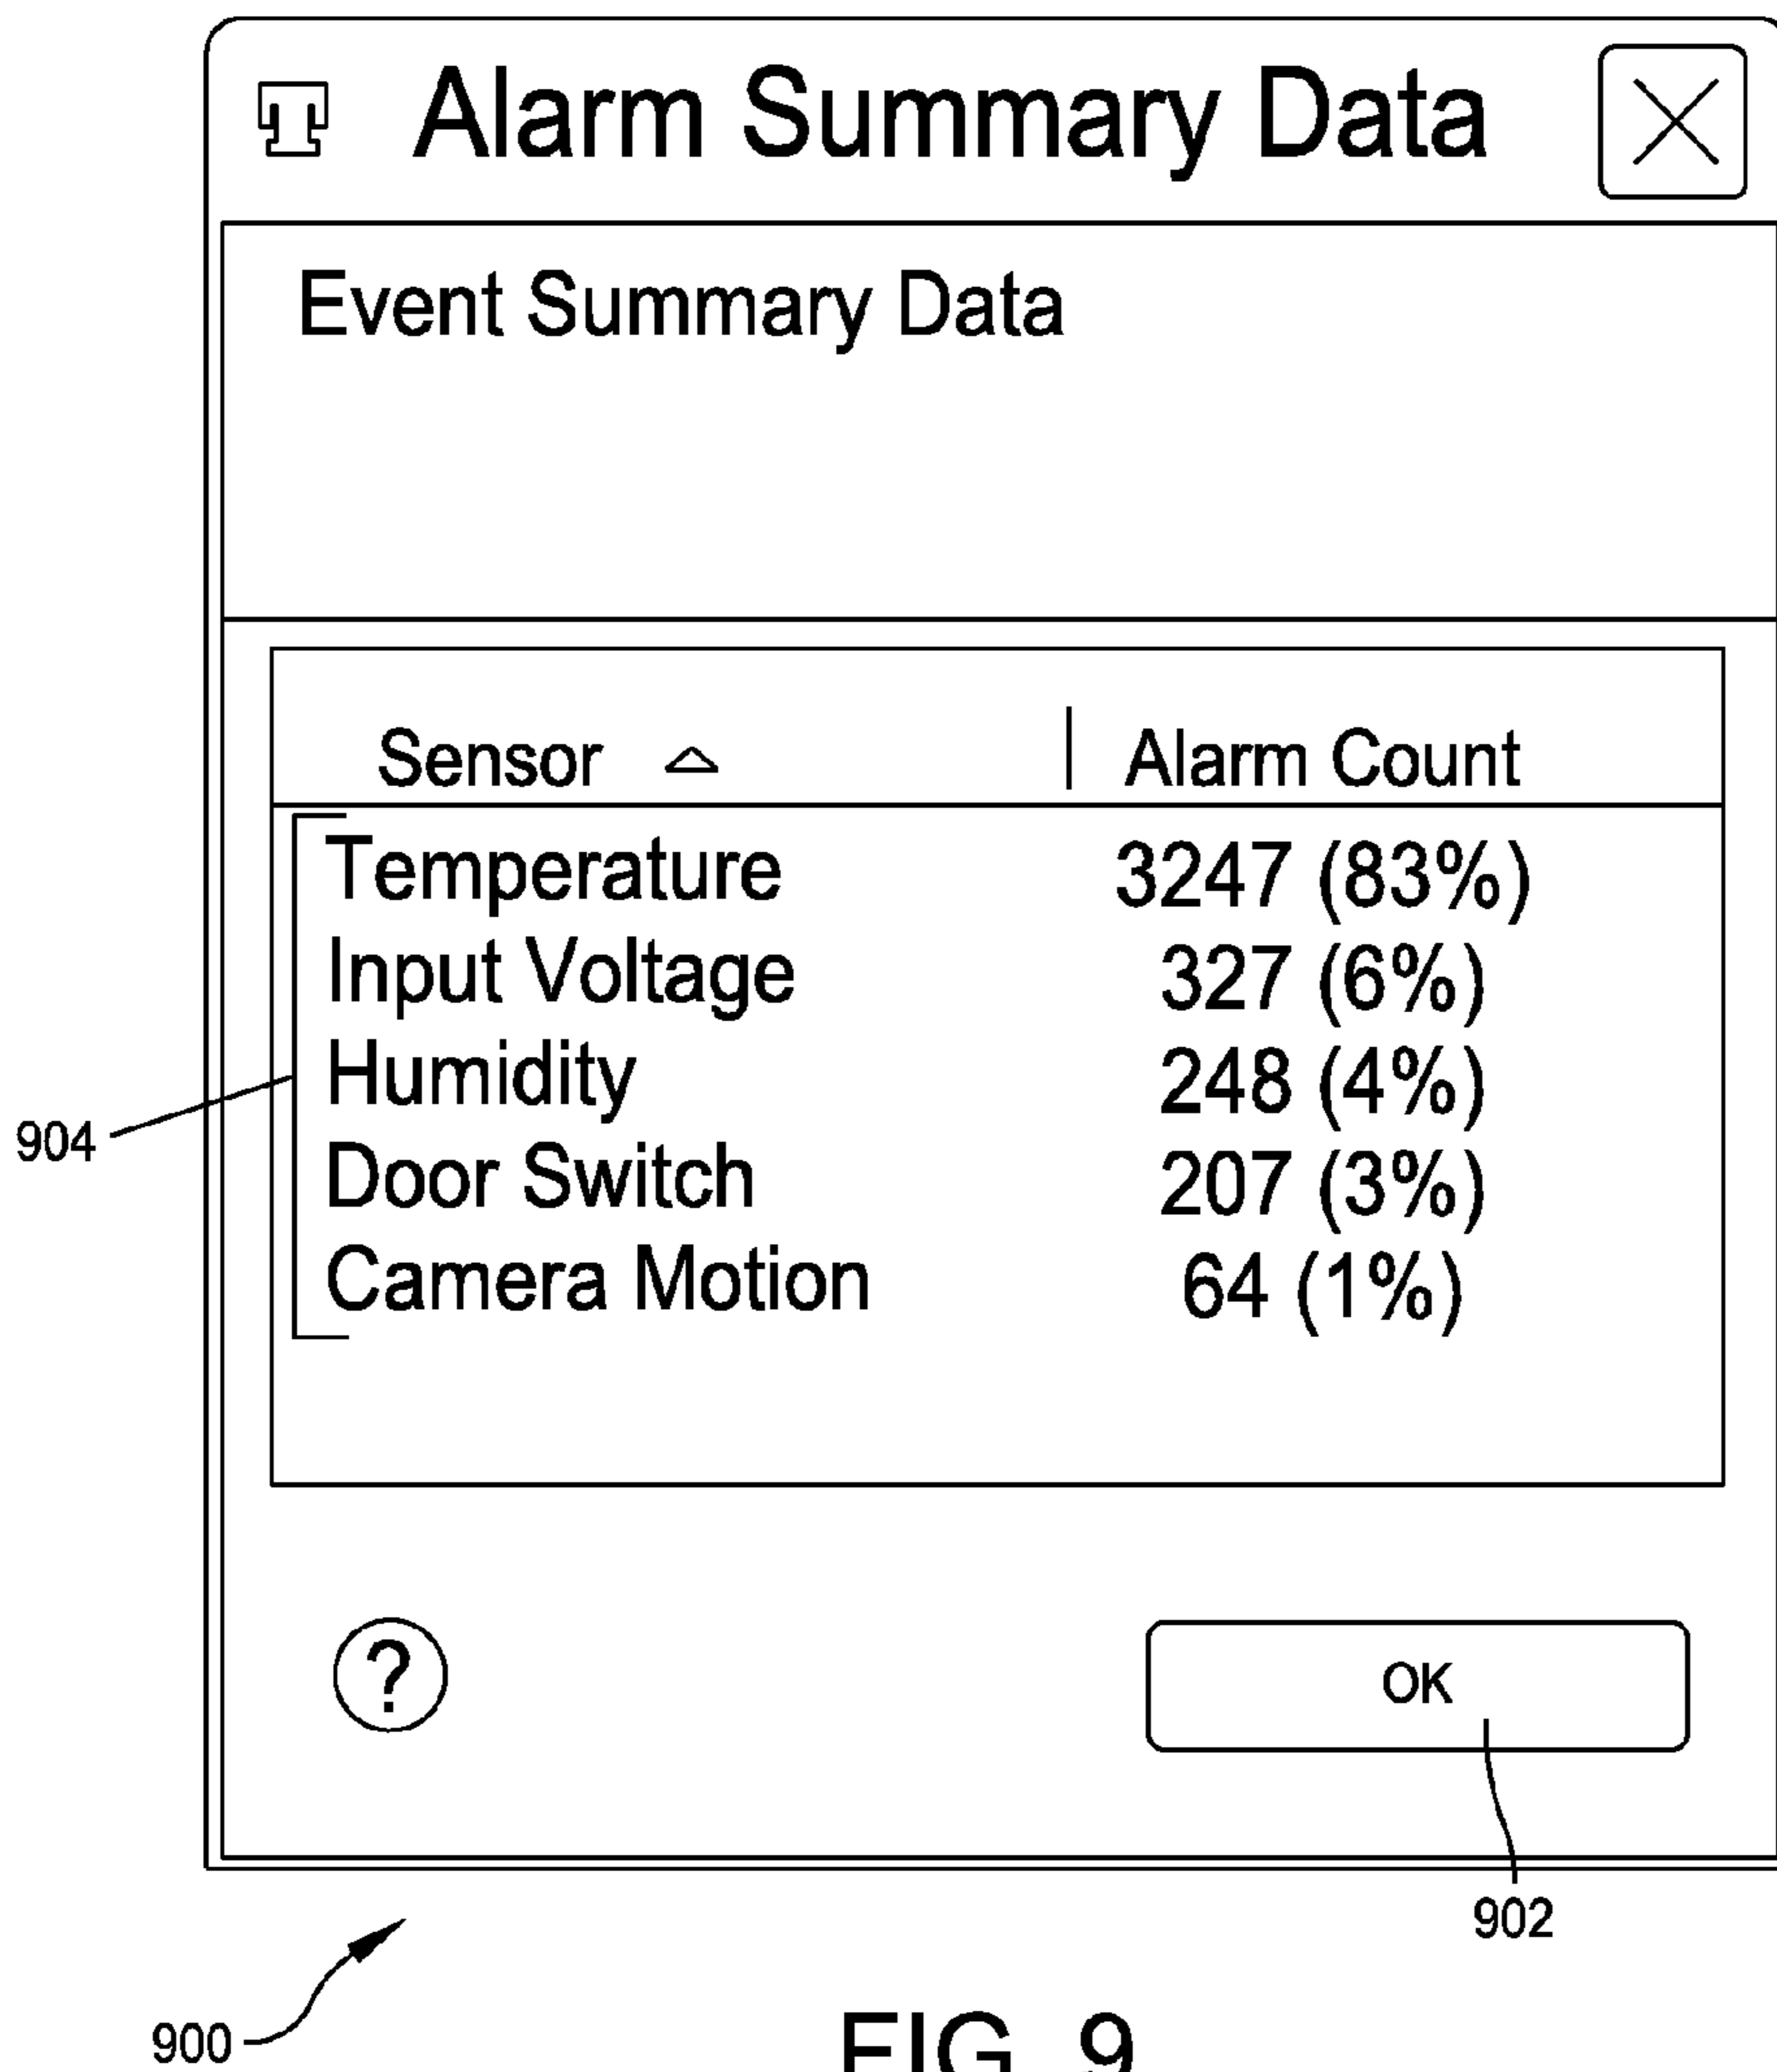 Alarm Summary Data
Event Summary Data
Sensor Alarm Count
Temperature 3247 (83%)
Input Voltage 327 (6%)
Humidity 248 (4%)
904
Door Switch 207 (3%)
Camera Motion 64 (1%)
?
OK
902
900
FIG. 9